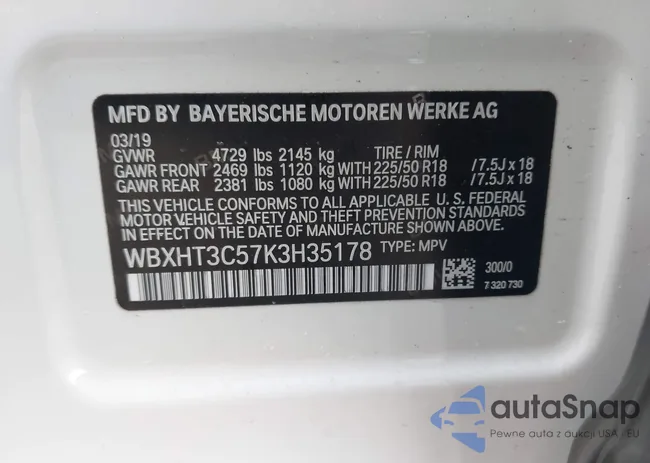 MFD BY BAYERISCHE MOTOREN WERKE AG
03/19
GVWR 4729 lbs 2145 kg TIRE / RIM
GAWR FRONT 2469 lbs 1120 kg WITH 225/50 R18 /7.5J x 18
GAWR REAR 2381 lbs 1080 kg WITH 225/50 R18 /7.5J x 18
THIS VEHICLE CONFORMS TO ALL APPLICABLE U. S. FEDERAL
MOTOR VEHICLE SAFETY AND THEFT PREVENTION STANDARDS
IN EFFECT ON THE DATE OF MANUFACTURE SHOWN ABOVE.
WBXHT3C57K3H35178 TYPE: MPV
300/0
7 320 730
autoSnap
Pewne auta z aukcji USA - EU